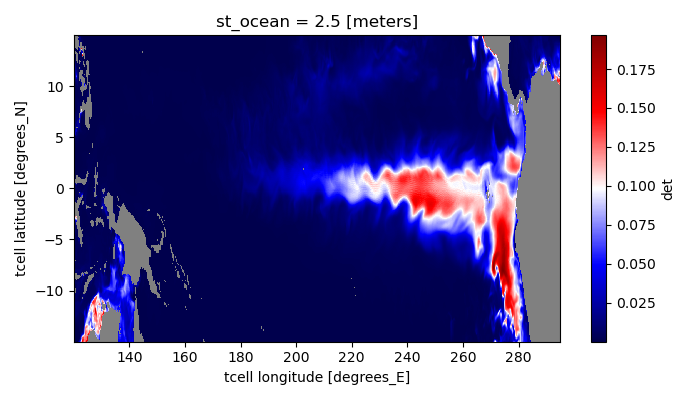 st_ocean = 2.5 [meters]
10
5
0
−5
−10
tcell latitude [degrees_N]
140 160 180 200 220 240 260 280
tcell longitude [degrees_E]
0.175
0.150
0.125
0.100
0.075
0.050
0.025
det